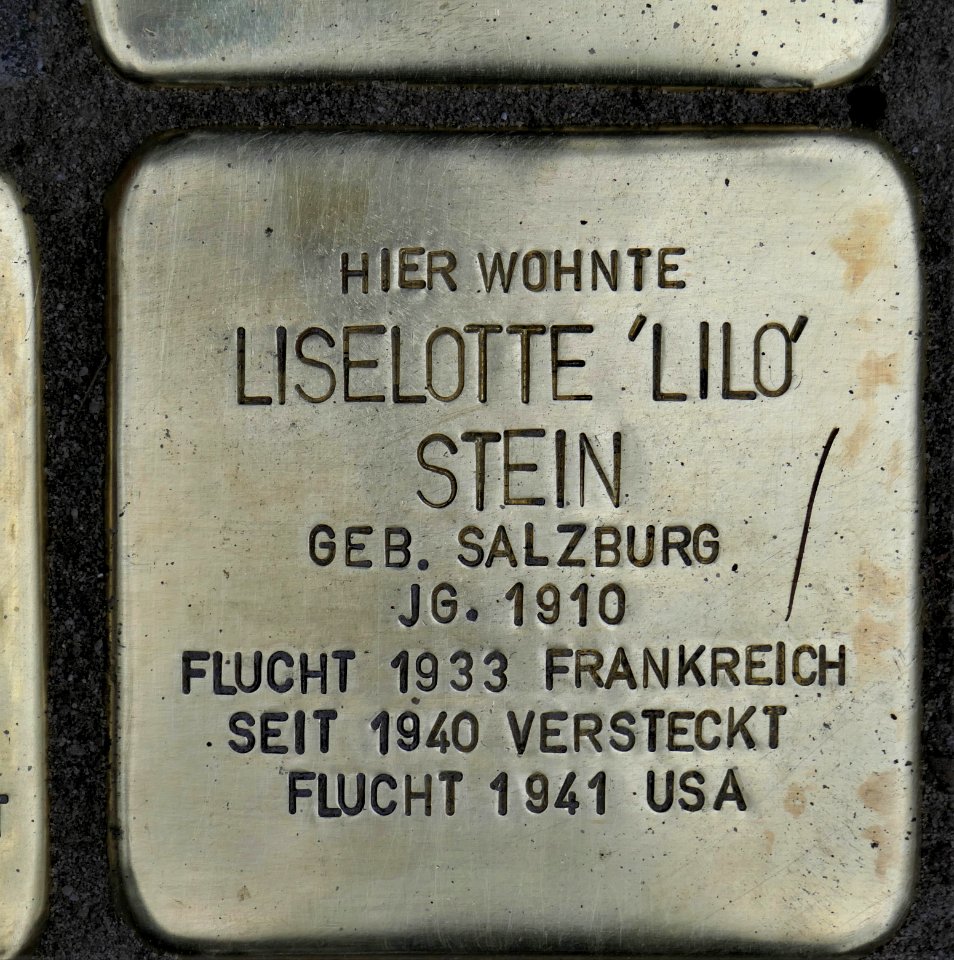 HIER WOHNTE
LISELOTTE 'LILO'
STEIN
GEB. SALZBURG
JG. 1910
FLUCHT 1933 FRANKREICH
SEIT 1940 VERSTECKT
FLUCHT 1941 USA